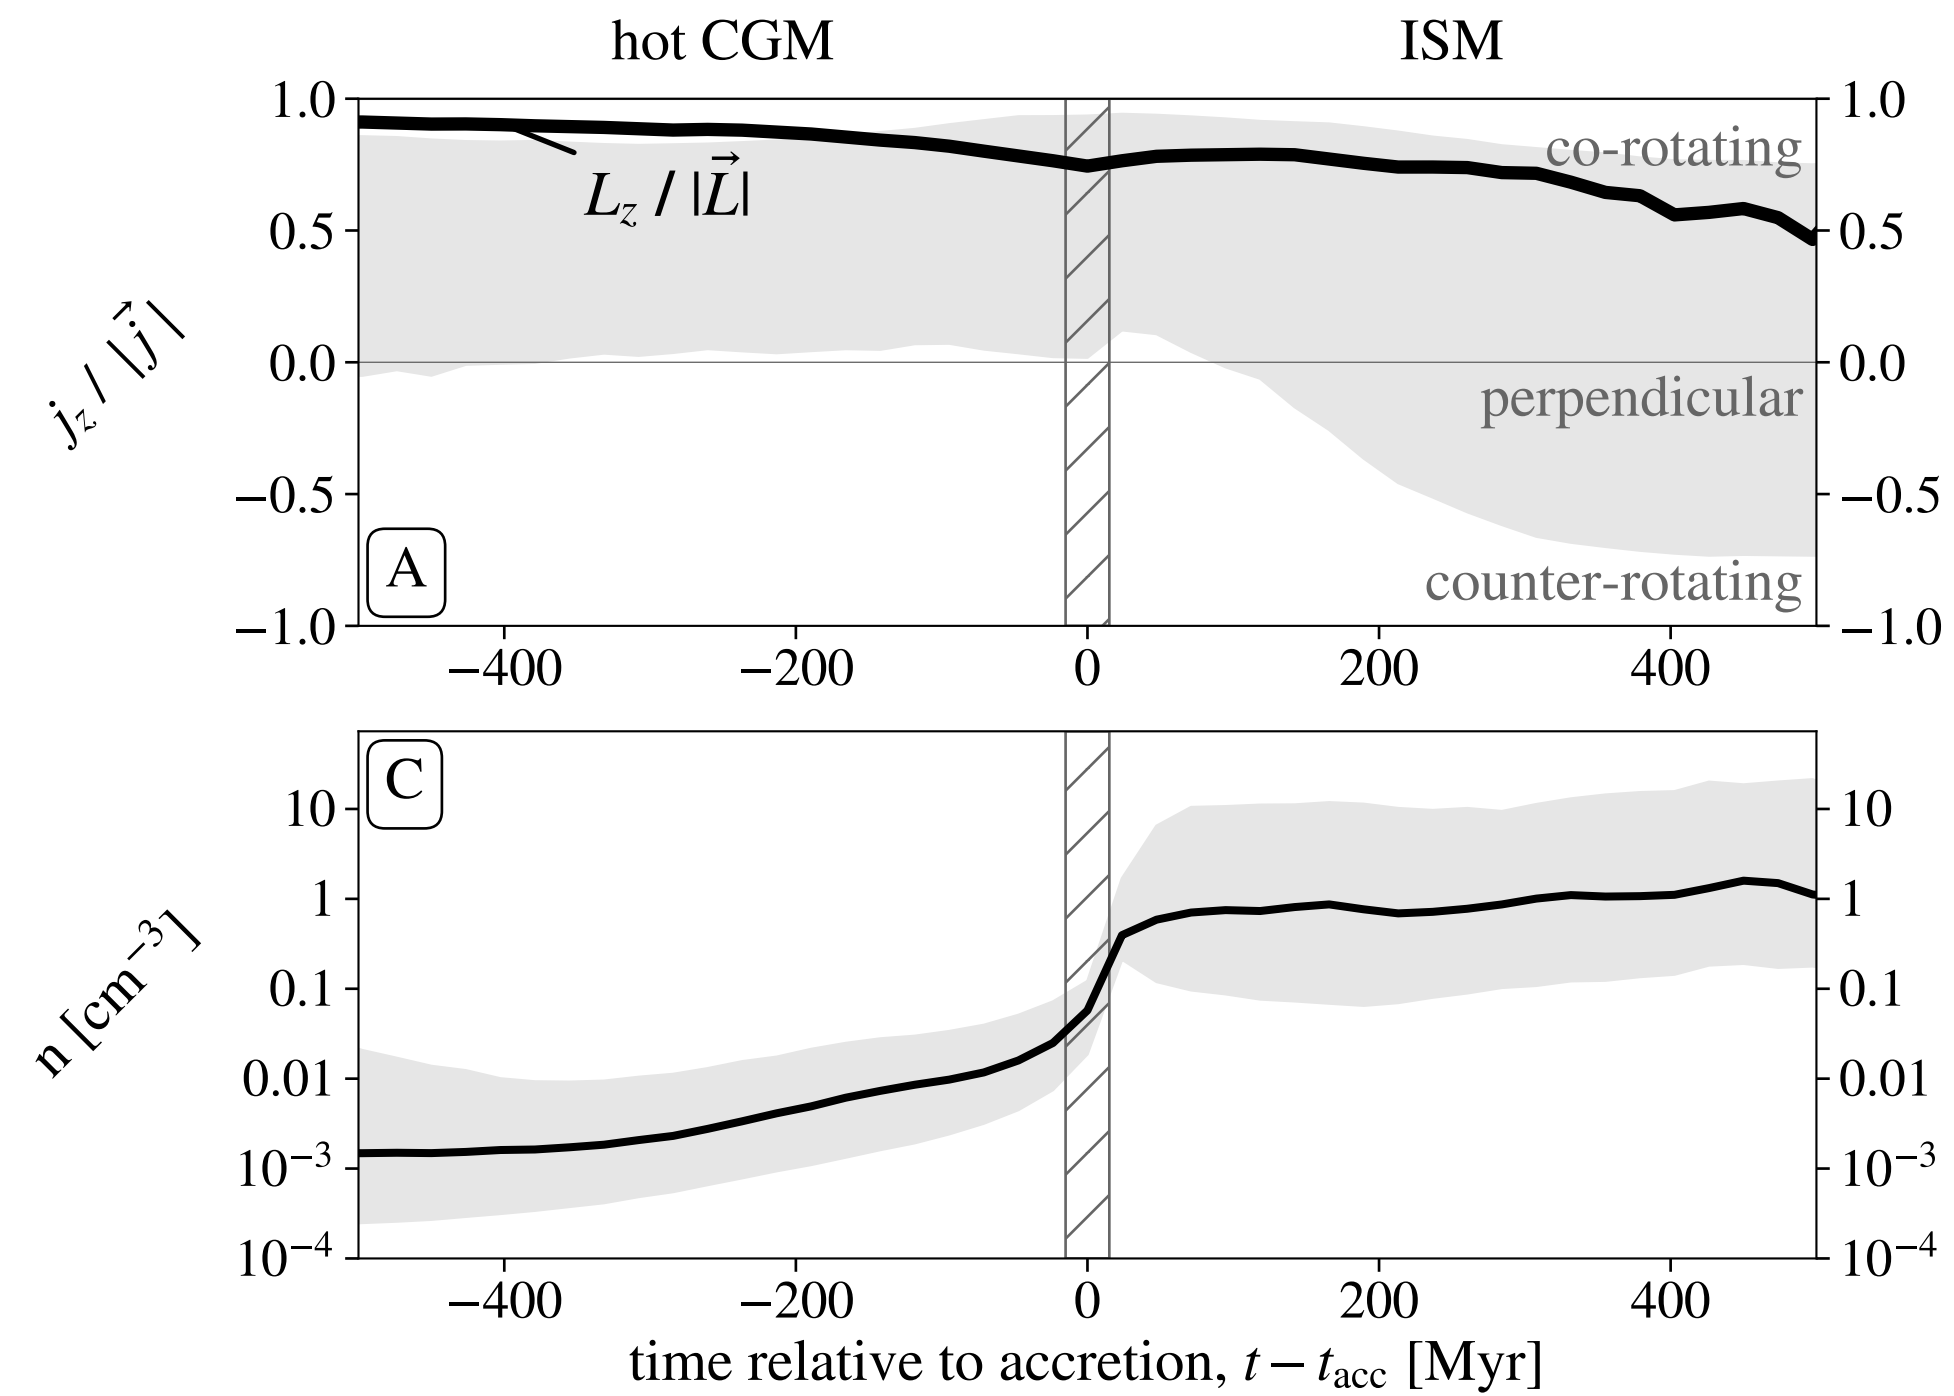 hot CGM ISM
1.0 1.0
co-rotating
L_z / |\vec{L}|
0.5 0.5
j_z / |\vec{j}|
0.0 0.0
perpendicular
−0.5 −0.5
A
counter-rotating
−1.0 −1.0
−400 −200 0 200 400
C
10 10
1 1
n [cm⁻³]
0.1 0.1
0.01 0.01
10⁻³ 10⁻³
10⁻⁴ 10⁻⁴
−400 −200 0 200 400
time relative to accretion, t − t_acc [Myr]